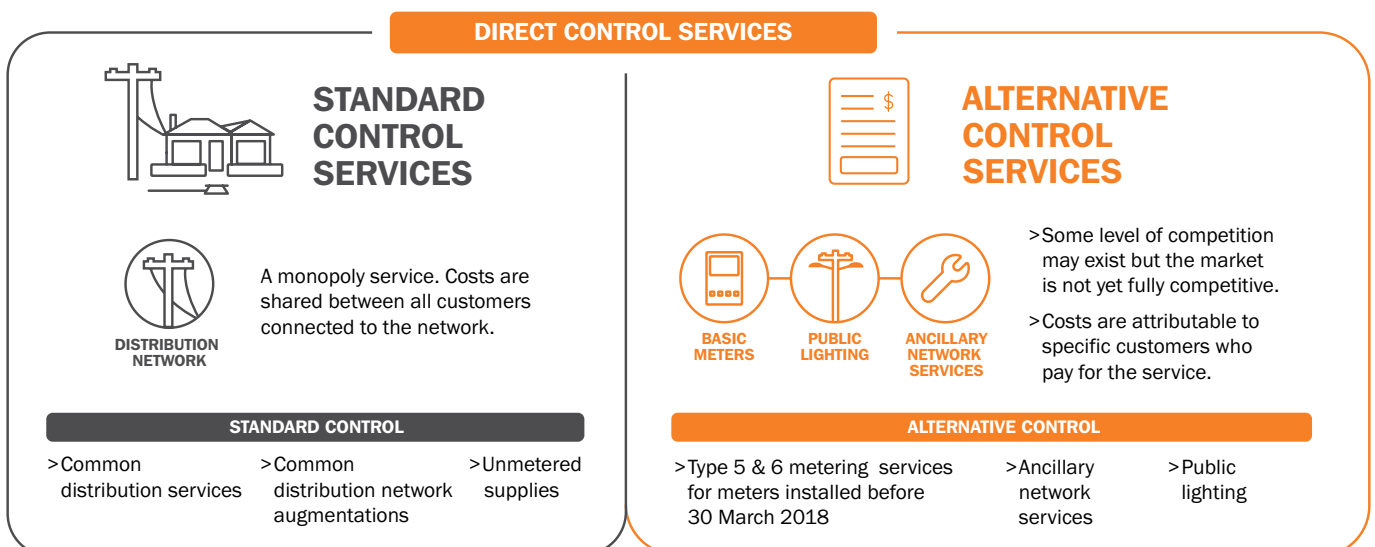 DIRECT CONTROL SERVICES
STANDARD
CONTROL
SERVICES
DISTRIBUTION
NETWORK
A monopoly service. Costs are
shared between all customers
connected to the network.
STANDARD CONTROL
>Common
distribution services
>Common
distribution network
augmentations
>Unmetered
supplies
$
ALTERNATIVE
CONTROL
SERVICES
BASIC
METERS
PUBLIC
LIGHTING
ANCILLARY
NETWORK
SERVICES
>Some level of competition
may exist but the market
is not yet fully competitive.
>Costs are attributable to
specific customers who
pay for the service.
ALTERNATIVE CONTROL
>Type 5 & 6 metering services
for meters installed before
30 March 2018
>Ancillary
network
services
>Public
lighting